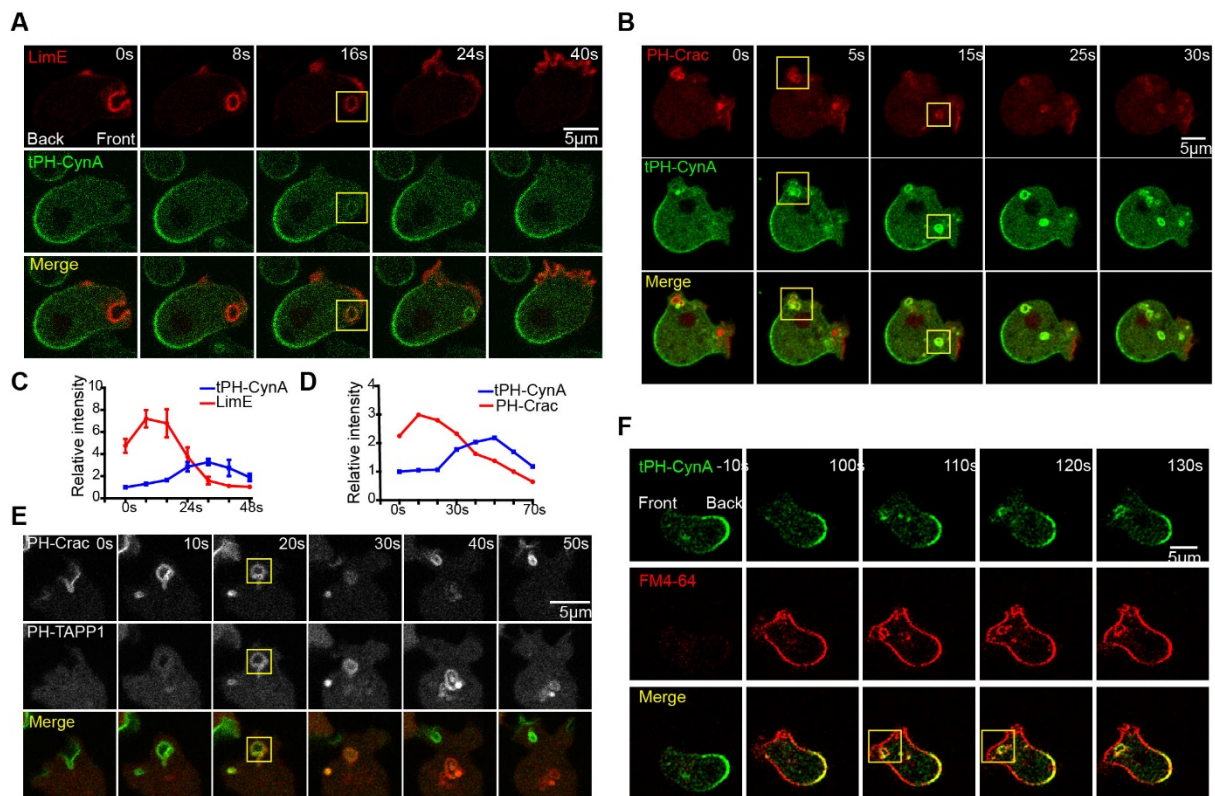 A
LimE 0s 8s 16s 24s 40s
Back Front 5µm
tPH-CynA
Merge
B
PH-Crac 0s 5s 15s 25s 30s
5µm
tPH-CynA
Merge
C
Relative intensity
10
8
6
4
2
0
tPH-CynA
LimE
0s 24s 48s
D
Relative intensity
4
3
2
1
0
tPH-CynA
PH-Crac
0s 30s 70s
E
PH-Crac 0s 10s 20s 30s 40s 50s
5µm
PH-TAPP1
Merge
F
tPH-CynA -10s 100s 110s 120s 130s
Front Back
5µm
FM4-64
Merge